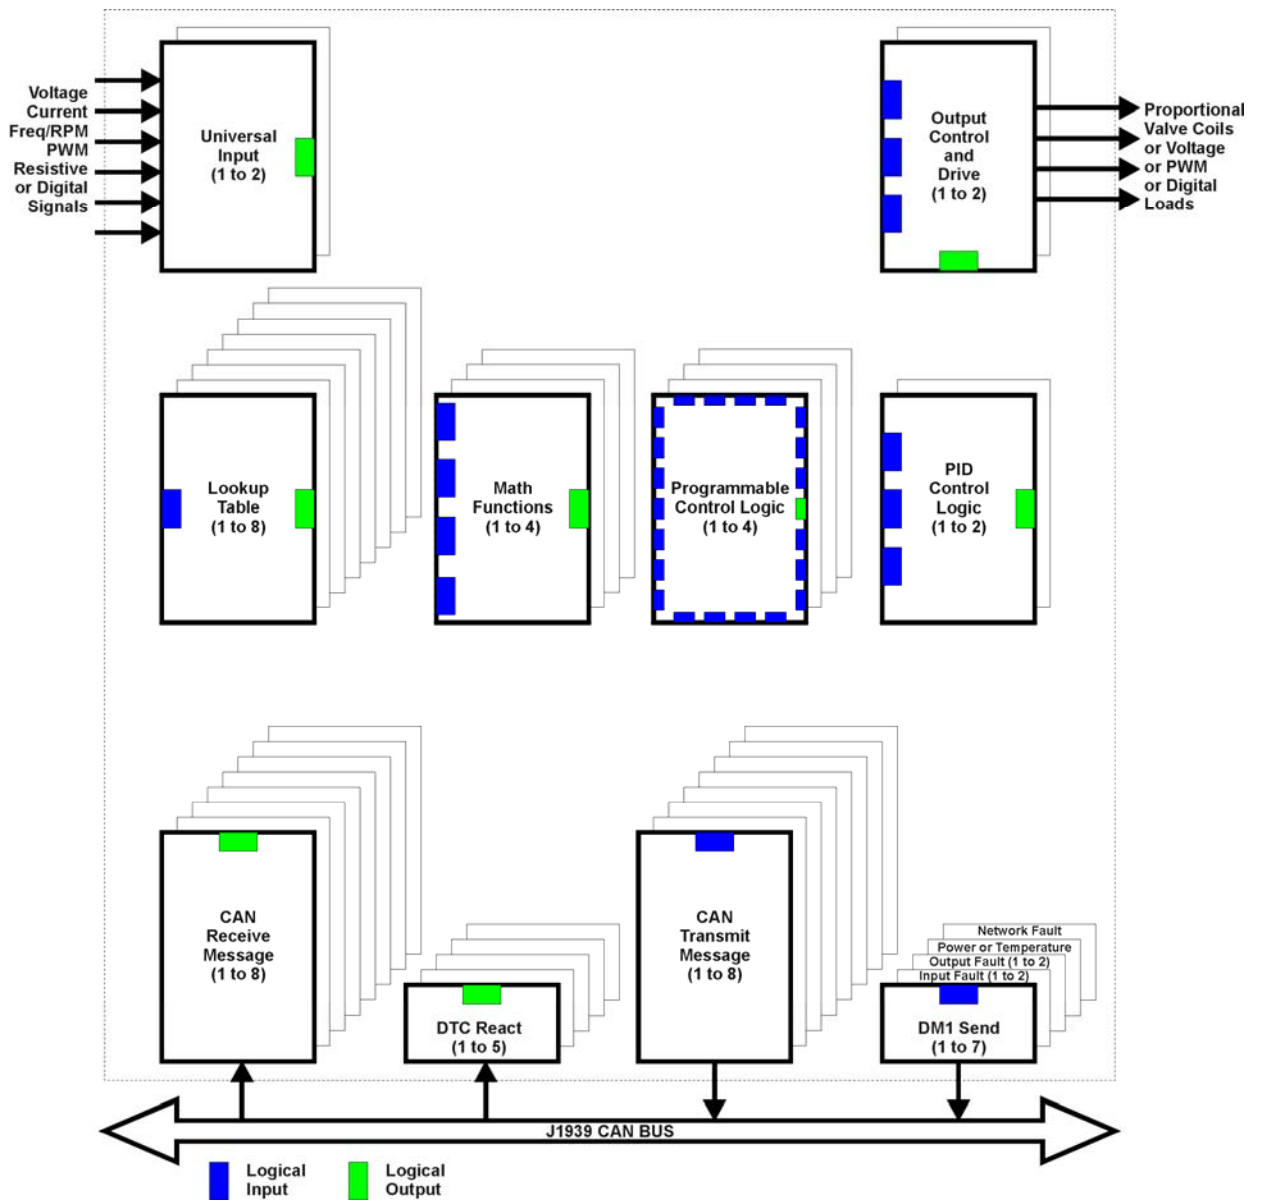 Voltage
Current
Freq/RPM
PWM
Resistive
or Digital
Signals
Universal
Input
(1 to 2)
Output
Control
and
Drive
(1 to 2)
Proportional
Valve Coils
or Voltage
or PWM
or Digital
Loads
Lookup
Table
(1 to 8)
Math
Functions
(1 to 4)
Programmable
Control Logic
(1 to 4)
PID
Control
Logic
(1 to 2)
CAN
Receive
Message
(1 to 8)
DTC React
(1 to 5)
CAN
Transmit
Message
(1 to 8)
Network Fault
Power or Temperature
Output Fault (1 to 2)
Input Fault (1 to 2)
DM1 Send
(1 to 7)
J1939 CAN BUS
Logical
Input
Logical
Output